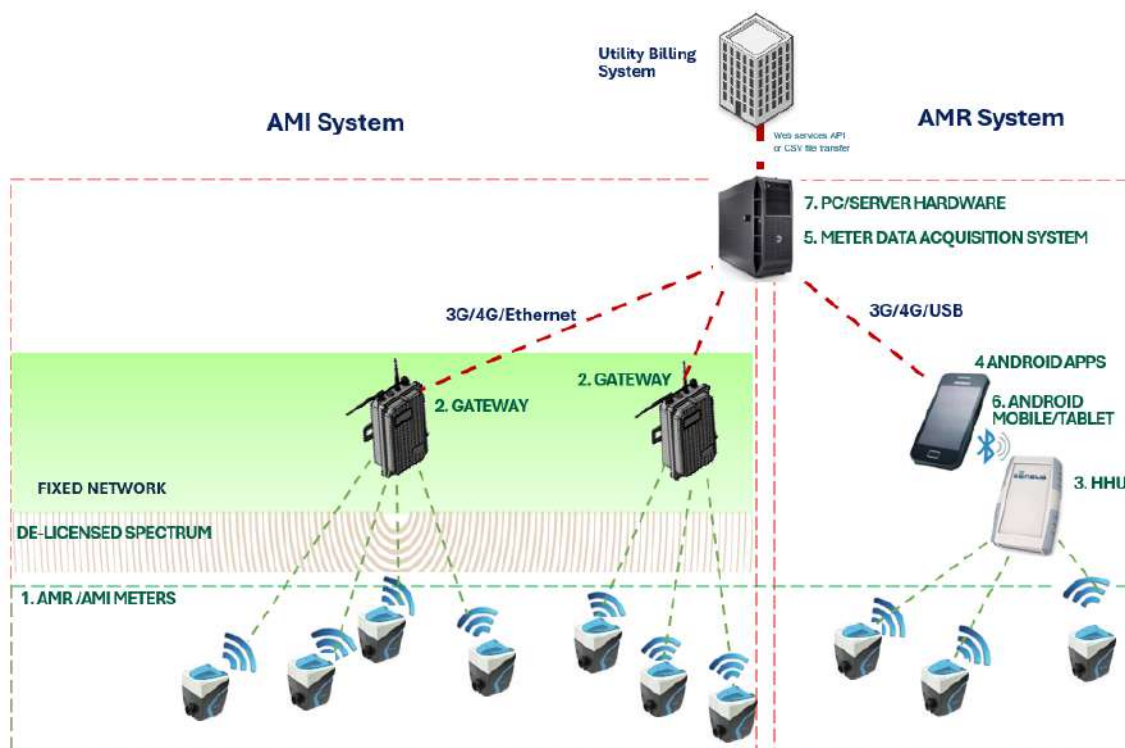 Utility Billing
System
AMI System
AMR System
Web services API
or CSV file transfer
7. PC/SERVER HARDWARE
5. METER DATA ACQUISITION SYSTEM
3G/4G/Ethernet
3G/4G/USB
2. GATEWAY
2. GATEWAY
4 ANDROID APPS
6. ANDROID
MOBILE/TABLET
sensus
3. HHU
FIXED NETWORK
DE-LICENSED SPECTRUM
1. AMR /AMI METERS